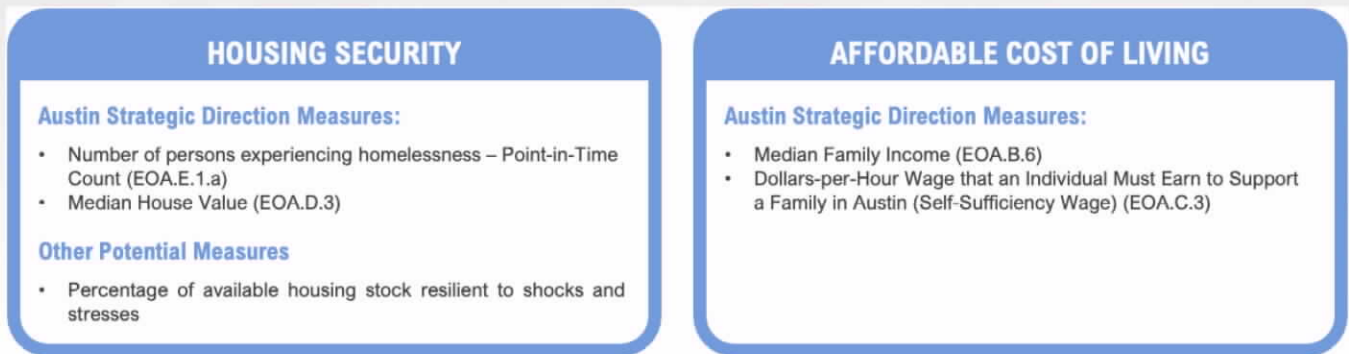 HOUSING SECURITY
Austin Strategic Direction Measures:
• Number of persons experiencing homelessness – Point-in-Time
Count (EOA.E.1.a)
• Median House Value (EOA.D.3)
Other Potential Measures
• Percentage of available housing stock resilient to shocks and
stresses
AFFORDABLE COST OF LIVING
Austin Strategic Direction Measures:
• Median Family Income (EOA.B.6)
• Dollars-per-Hour Wage that an Individual Must Earn to Support
a Family in Austin (Self-Sufficiency Wage) (EOA.C.3)